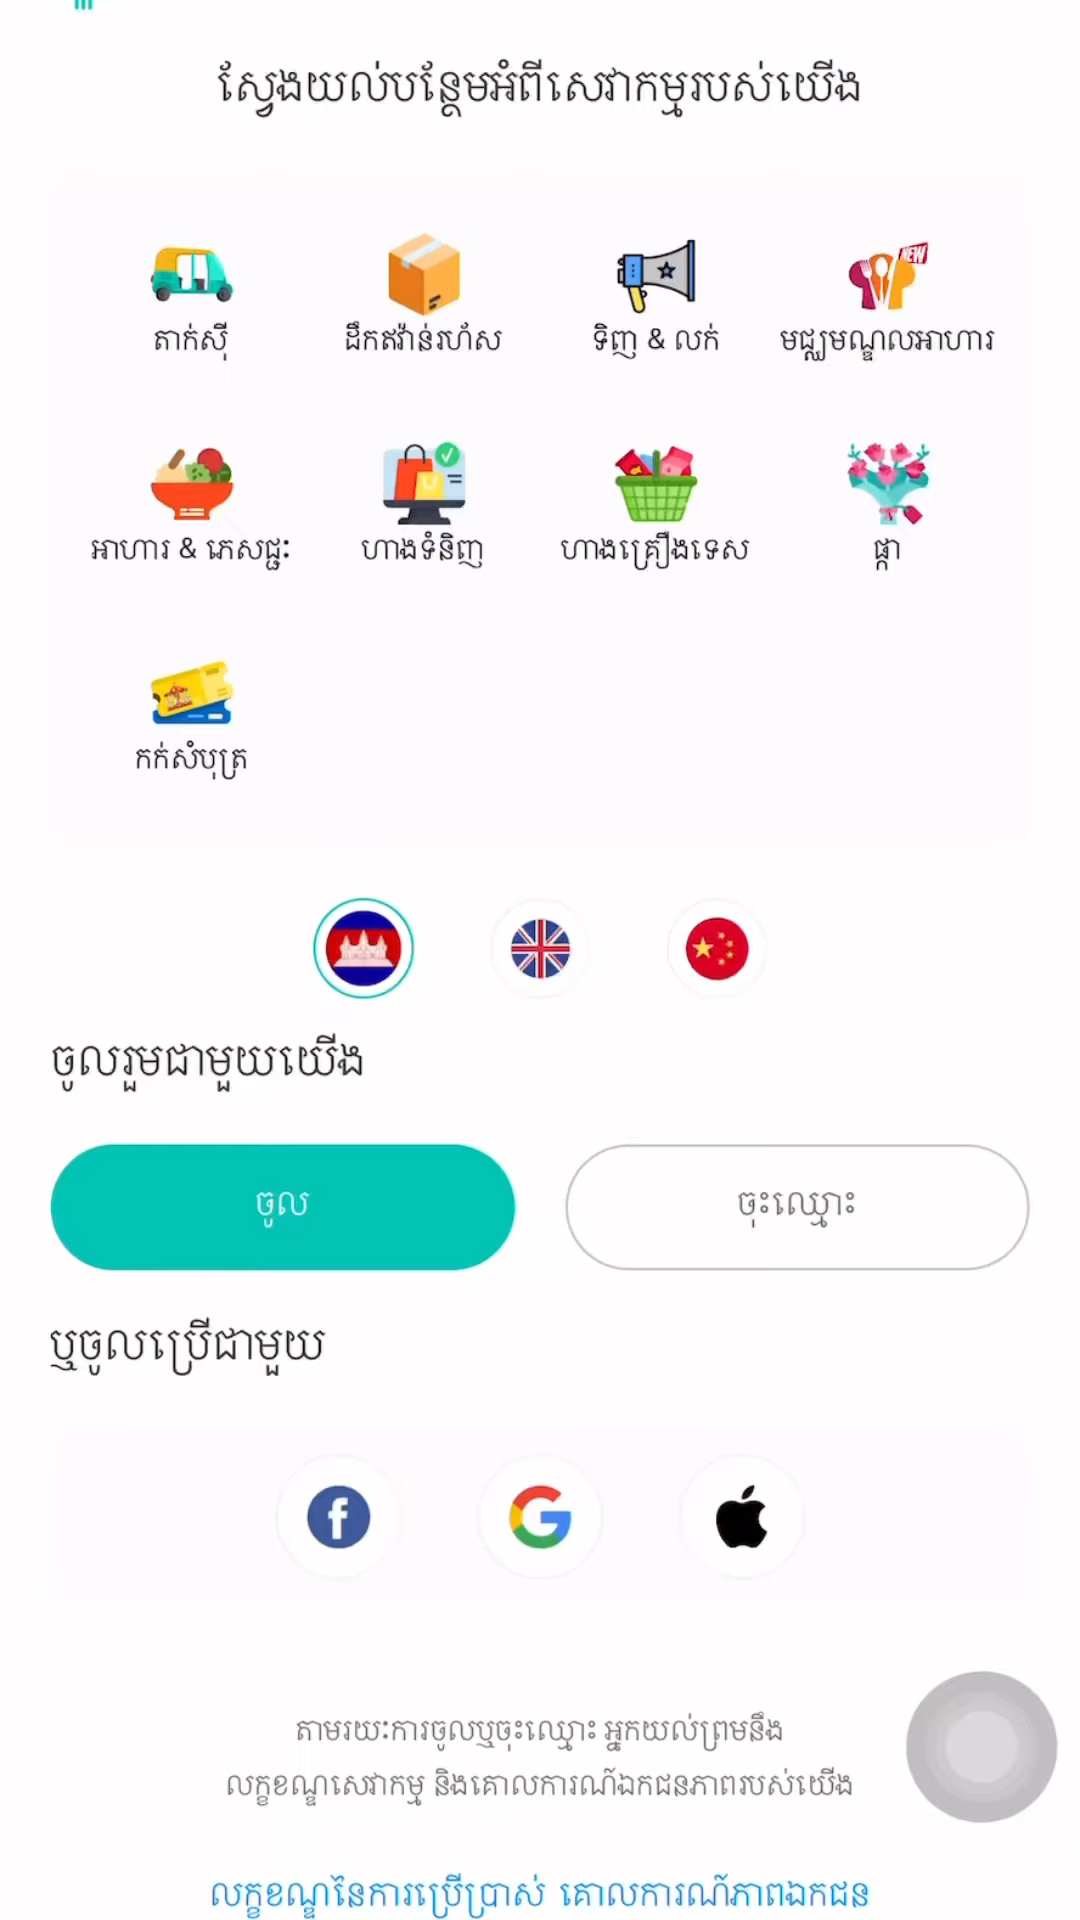 ស្វែងយល់បន្ថែមអំពីសេវាកម្មរបស់យើង
តាក់ស៊ី
ដឹកឥវ៉ាន់រហ័ស
ទិញ & លក់
មជ្ឈមណ្ឌលអាហារ
NEW
អាហារ & ភេសជ្ជៈ
ហាងទំនិញ
ហាងគ្រឿងទេស
ផ្កា
កក់សំបុត្រ
ចូលរួមជាមួយយើង
ចូល
ចុះឈ្មោះ
ឬចូលប្រើជាមួយ
តាមរយៈការចូលឬចុះឈ្មោះ អ្នកយល់ព្រមនឹង
លក្ខខណ្ឌសេវាកម្ម និងគោលការណ៍ឯកជនភាពរបស់យើង
លក្ខខណ្ឌនៃការប្រើប្រាស់ គោលការណ៍ភាពឯកជន